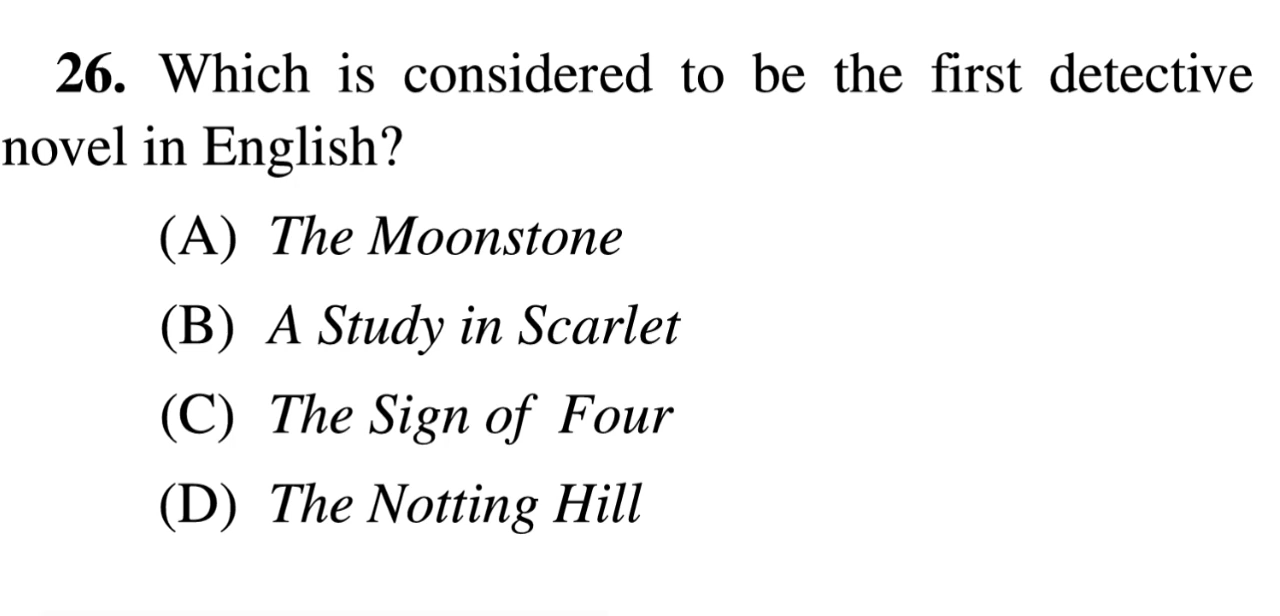 26. Which is considered to be the first detective
novel in English?
(A) The Moonstone
(B) A Study in Scarlet
(C) The Sign of Four
(D) The Notting Hill